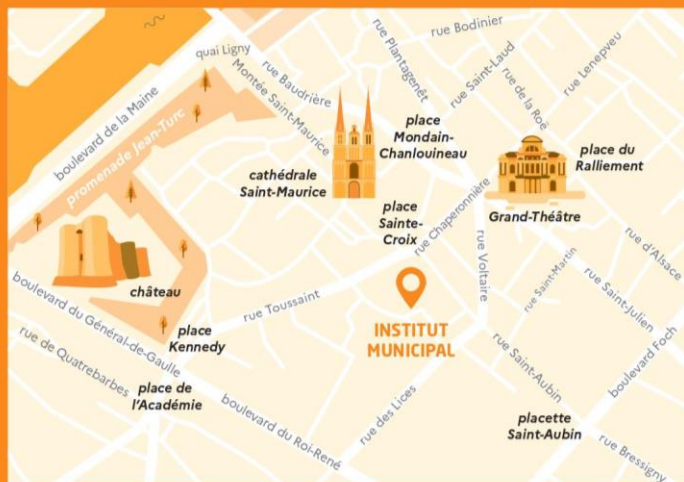 quai Ligny
rue Baudrière
Montée Saint-Maurice
rue Plantagenêt
rue Bodinier
rue Saint-Laud
rue de la Roë
rue Lenepveu
boulevard de la Maine
promenade Jean-Turc
cathédrale
Saint-Maurice
place
Mondain-
Chanlouineau
place du
Ralliement
Grand-Théâtre
place
Sainte-
Croix
rue Chaperonnière
rue Voltaire
rue Saint-Martin
rue d'Alsace
rue Saint-Julien
boulevard Foch
château
boulevard du Général-de-Gaulle
rue Toussaint
place
Kennedy
INSTITUT
MUNICIPAL
rue de Quatrebarbes
place de
l'Académie
boulevard du Roi-René
rue des Lices
rue Saint-Aubin
placette
Saint-Aubin
rue Bressigny